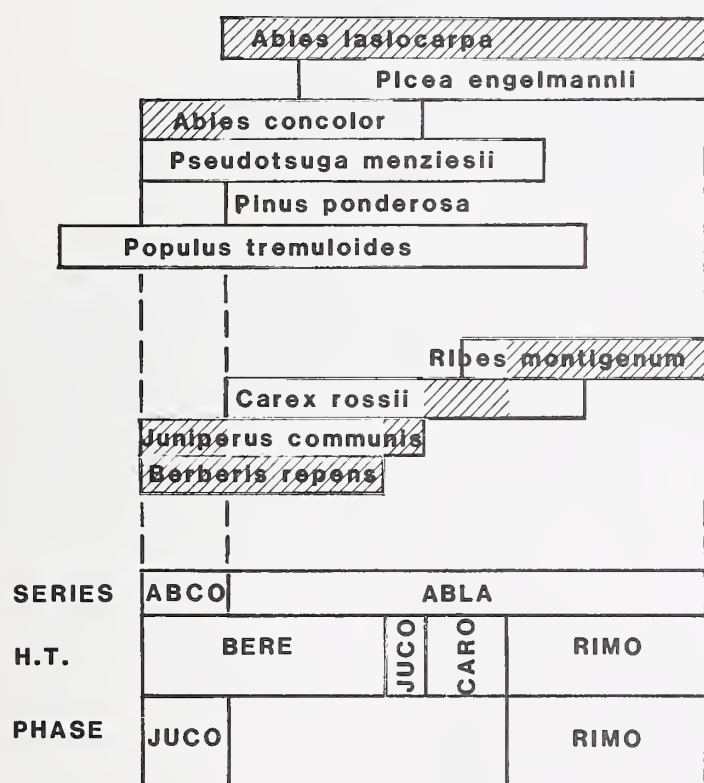 Abies lasiocarpa
Picea engelmannii
Abies concolor
Pseudotsuga menziesii
Pinus ponderosa
Populus tremuloides
Ribes montigenum
Carex rossii
Juniperus communis
Berberis repens
SERIES ABCO ABLA
H.T. BERE JUCO CARO RIMO
PHASE JUCO RIMO